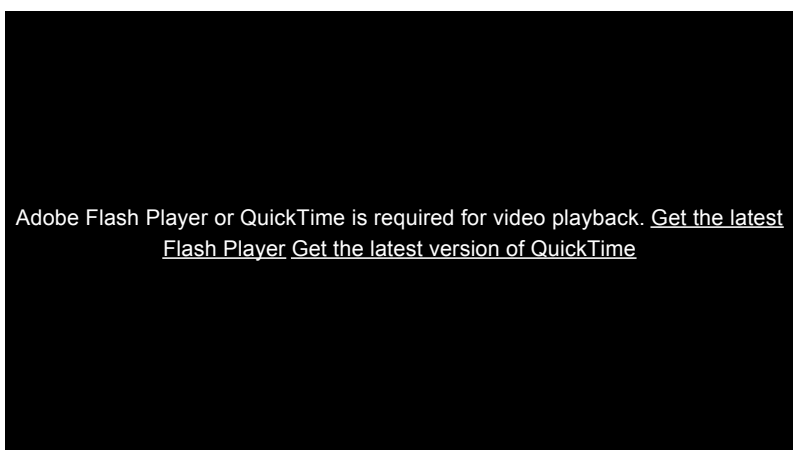 Adobe Flash Player or QuickTime is required for video playback. Get the latest
Flash Player Get the latest version of QuickTime